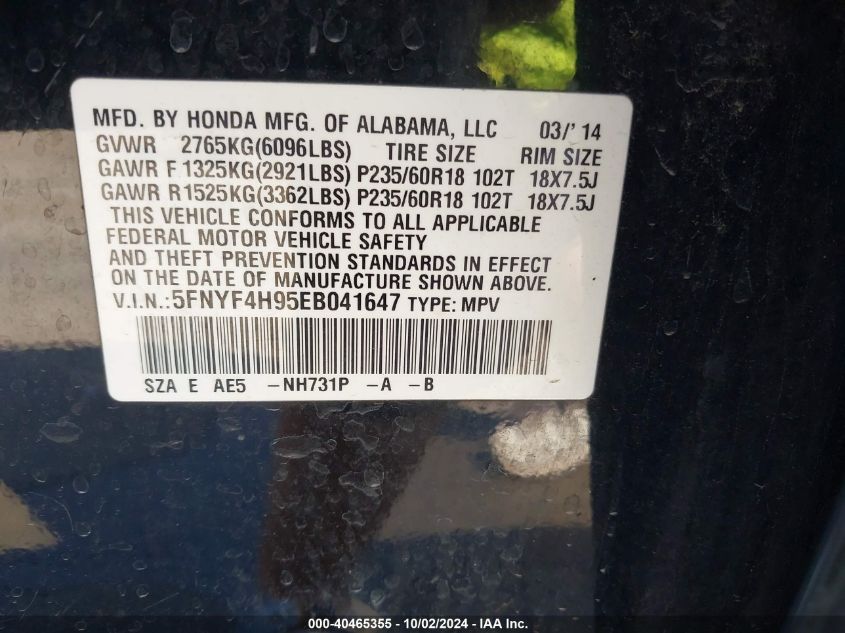 MFD. BY HONDA MFG. OF ALABAMA, LLC 03/'14
GVWR 2765KG(6096LBS) TIRE SIZE RIM SIZE
GAWR F 1325KG(2921LBS) P235/60R18 102T 18X7.5J
GAWR R1525KG(3362LBS) P235/60R18 102T 18X7.5J
THIS VEHICLE CONFORMS TO ALL APPLICABLE
FEDERAL MOTOR VEHICLE SAFETY
AND THEFT PREVENTION STANDARDS IN EFFECT
ON THE DATE OF MANUFACTURE SHOWN ABOVE.
V.I.N.:5FNYF4H95EB041647 TYPE: MPV
SZA E AE5 -NH731P -A -B
000-40465355 - 10/02/2024 - IAA Inc.